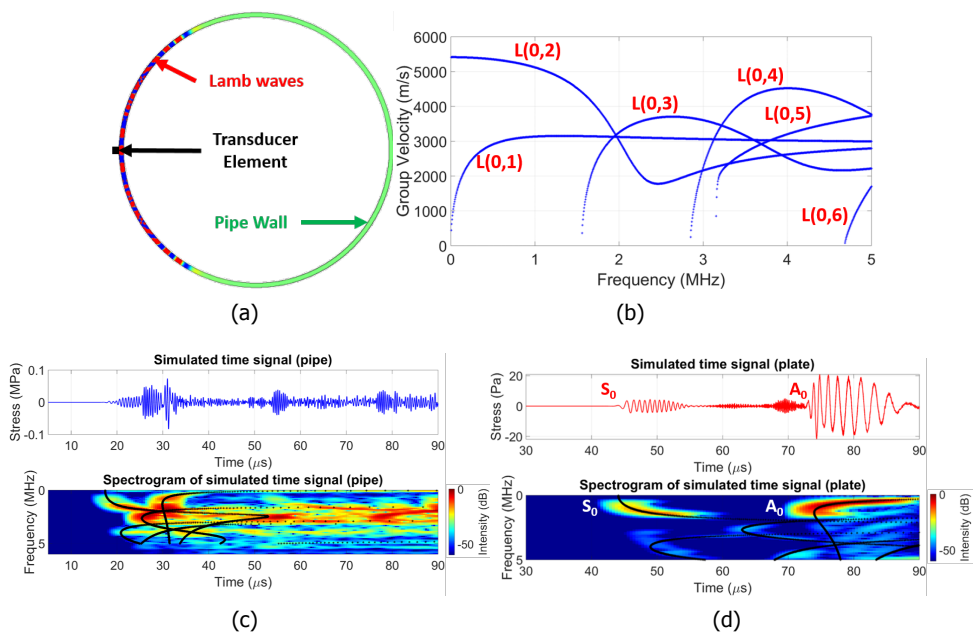 Lamb waves
Transducer
Element
Pipe Wall
(a)
6000
5000
4000
3000
2000
1000
0
Group Velocity (m/s)
L(0,2)
L(0,4)
L(0,3)
L(0,5)
L(0,1)
L(0,6)
0 1 2 3 4 5
Frequency (MHz)
(b)
Simulated time signal (pipe)
Stress (MPa)
0.1
0
-0.1
10 20 30 40 50 60 70 80 90
Time (μs)
Spectrogram of simulated time signal (pipe)
Frequency (MHz)
0
5
10 20 30 40 50 60 70 80 90
Time (μs)
0
-50
Intensity (dB)
(c)
Simulated time signal (plate)
Stress (Pa)
20
0
-22
S₀
A₀
30 40 50 60 70 80 90
Time (μs)
Spectrogram of simulated time signal (plate)
Frequency (MHz)
0
5
S₀
A₀
30 40 50 60 70 80 90
Time (μs)
0
-50
Intensity (dB)
(d)